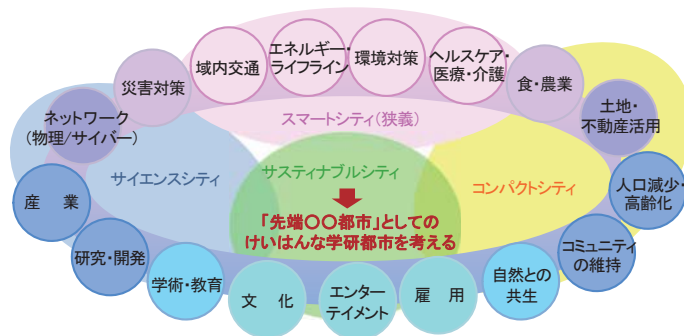 域内交通
エネルギー・
ライフライン
環境対策
ヘルスケア・
医療・介護
災害対策
食・農業
ネットワーク
(物理/サイバー)
スマートシティ(狭義)
土地・
不動産活用
サイエンスシティ
サスティナブルシティ
コンパクトシティ
産　業
人口減少・
高齢化
「先端〇〇都市」としての
けいはんな学研都市を考える
研究・開発
コミュニティ
の維持
学術・教育
文　化
エンター
テイメント
雇　用
自然との
共生